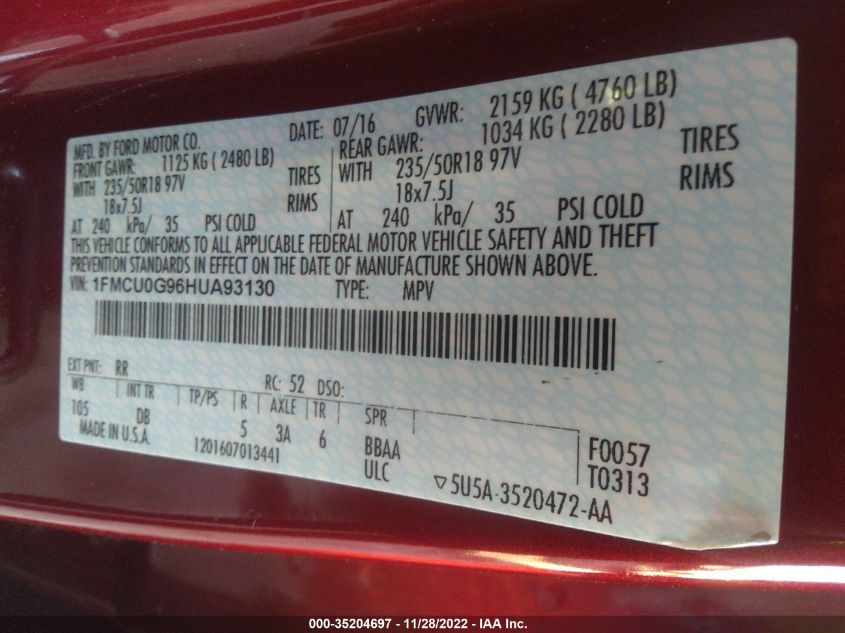 MFD. BY FORD MOTOR CO. DATE: 07/16 GVWR: 2159 KG ( 4760 LB)
FRONT GAWR: 1125 KG ( 2480 LB) REAR GAWR: 1034 KG ( 2280 LB)
WITH 235/50R18 97V TIRES WITH 235/50R18 97V TIRES
18x7.5J RIMS 18x7.5J RIMS
AT 240 kPa/ 35 PSI COLD AT 240 kPa/ 35 PSI COLD
THIS VEHICLE CONFORMS TO ALL APPLICABLE FEDERAL MOTOR VEHICLE SAFETY AND THEFT
PREVENTION STANDARDS IN EFFECT ON THE DATE OF MANUFACTURE SHOWN ABOVE.
VIN: 1FMCU0G96HUA93130 TYPE: MPV
EXT PNT: RR RC: 52 DSO:
WB INT TR TP/PS R AXLE TR SPR
105 DB 5 3A 6 BBAA F0057
MADE IN U.S.A. 1201607013441 ULC T0313
▽5U5A-3520472-AA
000-35204697 - 11/28/2022 - IAA Inc.